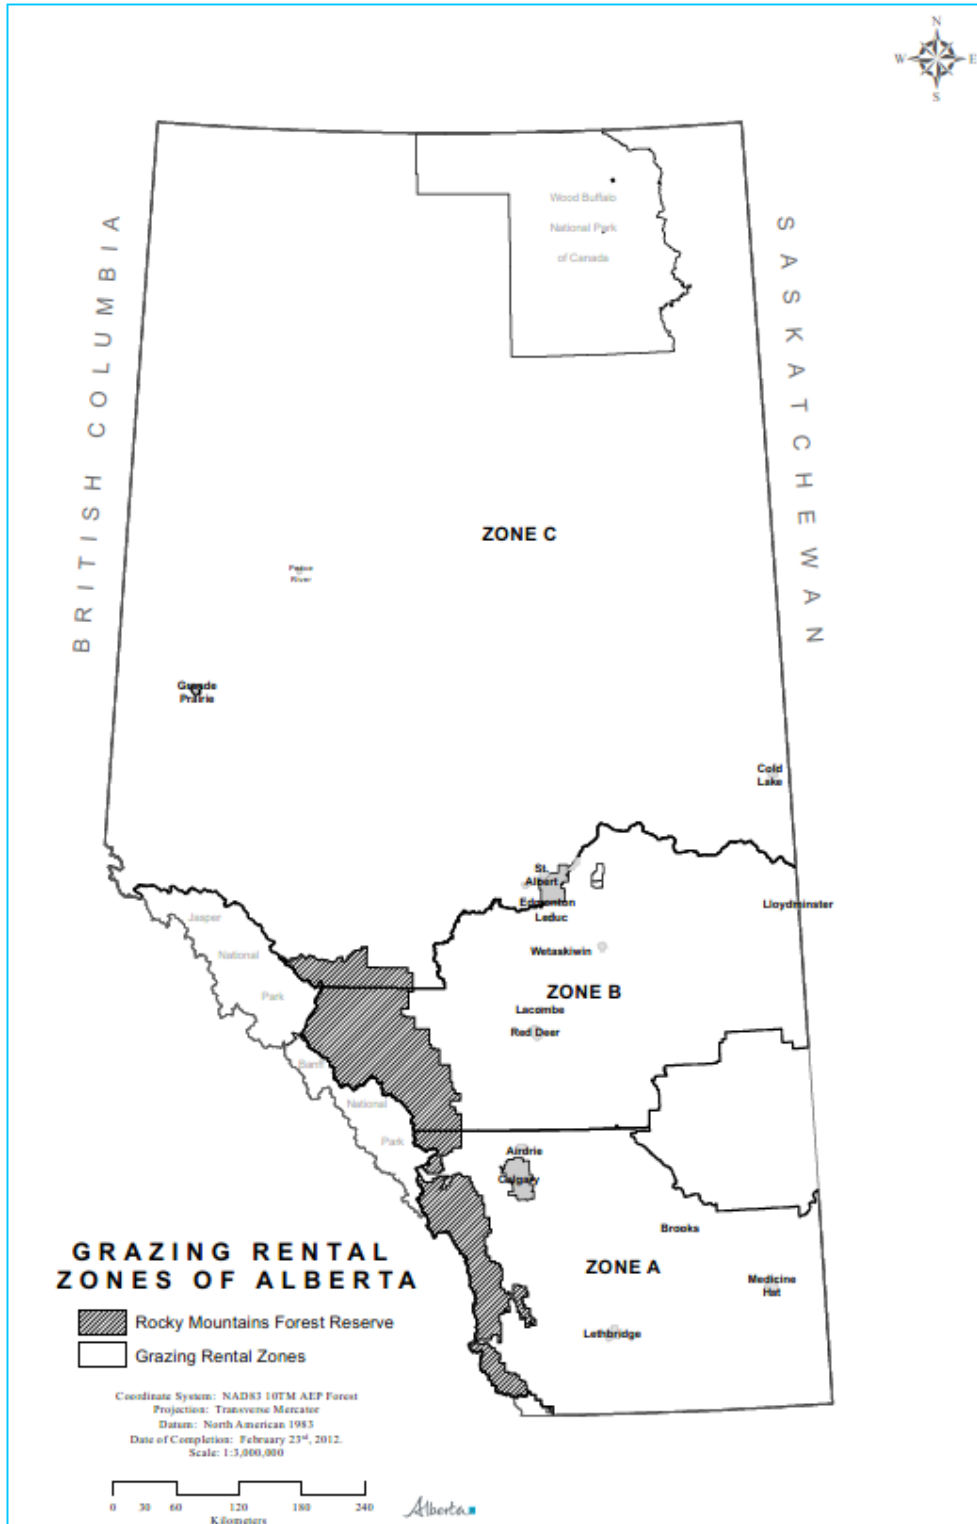 N
W E
S
BRITISH COLUMBIA
SASKATCHEWAN
Wood Buffalo
National Park
of Canada
ZONE C
Peace
River
Grande
Prairie
Cold
Lake
St.
Albert
Edmonton
Leduc
Lloydminster
Wetaskiwin
Jasper
National
Park
ZONE B
Lacombe
Red Deer
Banff
National
Park
Airdrie
Calgary
Brooks
ZONE A
Medicine
Hat
Lethbridge
GRAZING RENTAL
ZONES OF ALBERTA
Rocky Mountains Forest Reserve
Grazing Rental Zones
Coordinate System: NAD83 10TM AEP Forest
Projection: Transverse Mercator
Datum: North American 1983
Date of Completion: February 23rd, 2012.
Scale: 1:3,000,000
0 30 60 120 180 240
Kilometers
Alberta